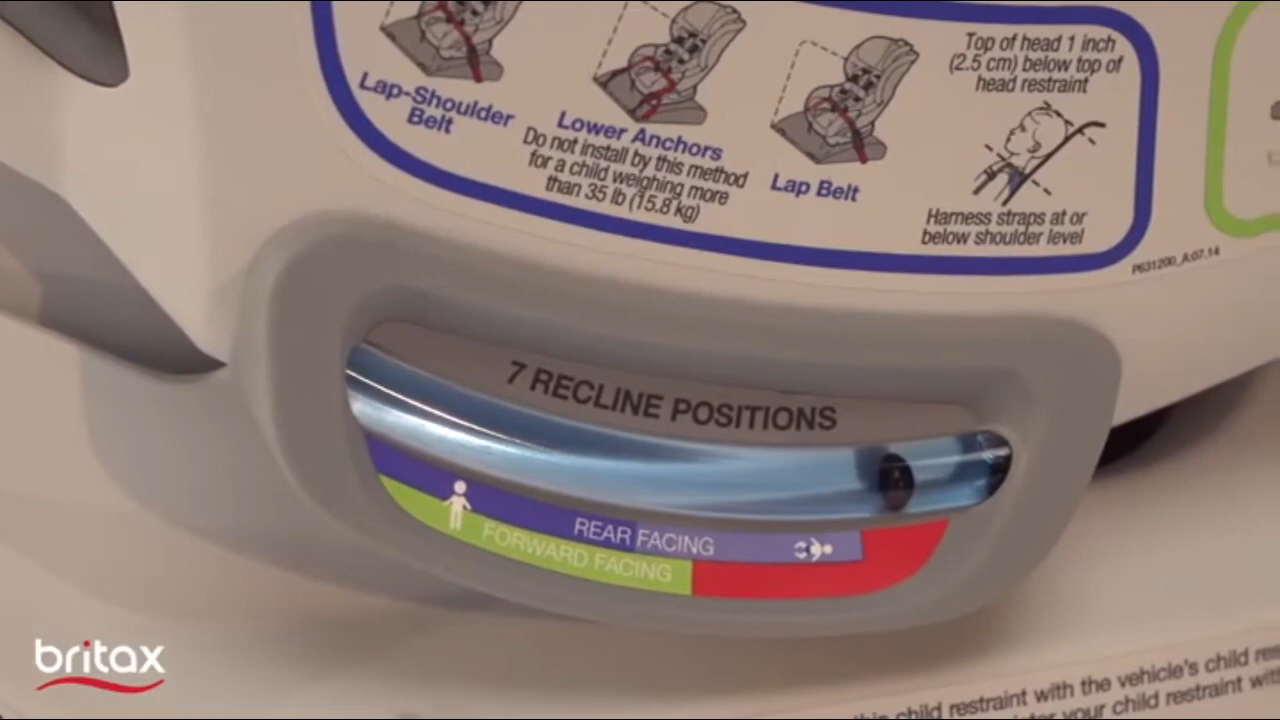 Lap-Shoulder
Belt
Lower Anchors
Do not install by this method
for a child weighing more
than 35 lb (15.8 kg)
Lap Belt
Top of head 1 inch
(2.5 cm) below top of
head restraint
Harness straps at or
below shoulder level
P631200_A:07.14
7 RECLINE POSITIONS
REAR FACING
FORWARD FACING
britax
child restraint with the vehicle's child
your child restraint